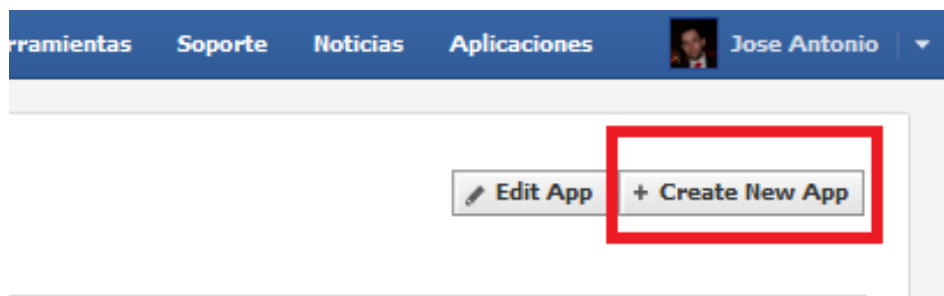 rramientas Soporte Noticias Aplicaciones Jose Antonio
Edit App + Create New App